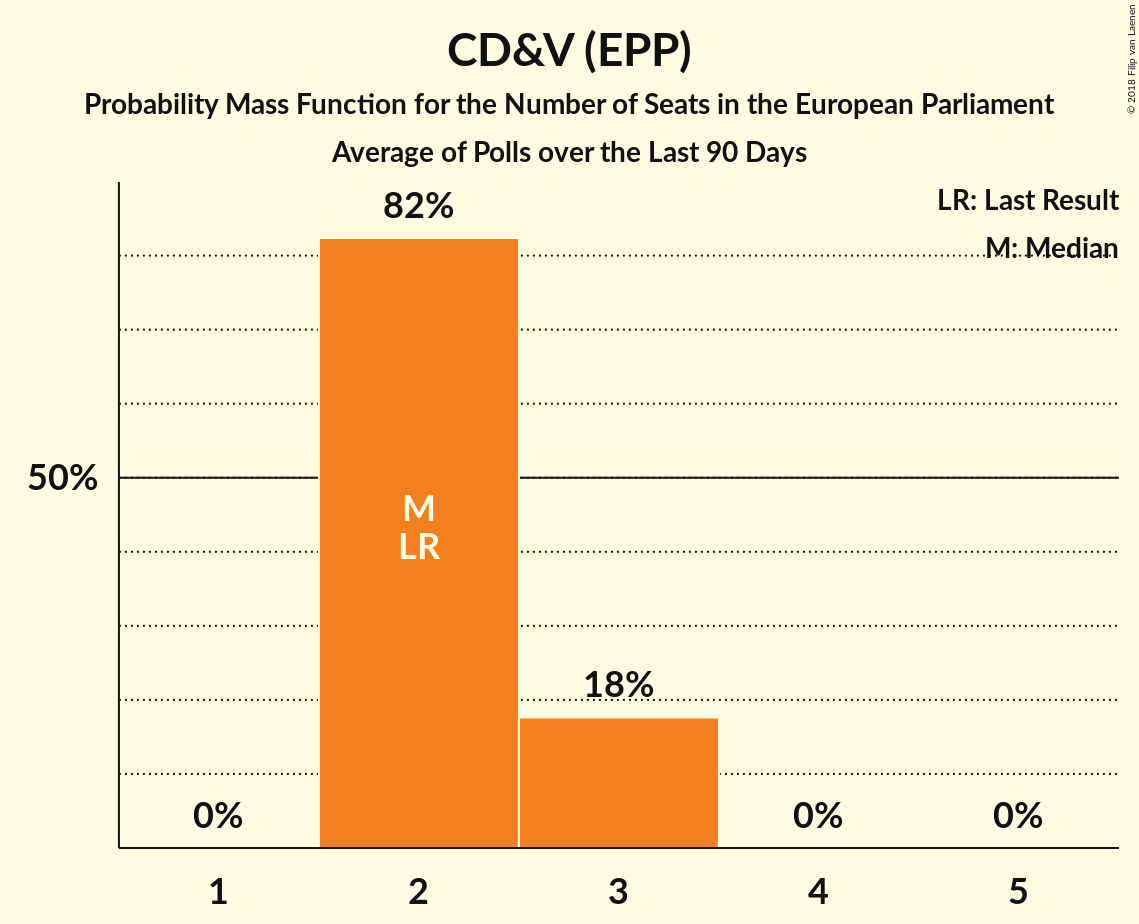 CD&V (EPP)
Probability Mass Function for the Number of Seats in the European Parliament
Average of Polls over the Last 90 Days
© 2018 Filip van Laenen
LR: Last Result
M: Median
82%
50%
M
LR
18%
0%
0%
0%
1
2
3
4
5